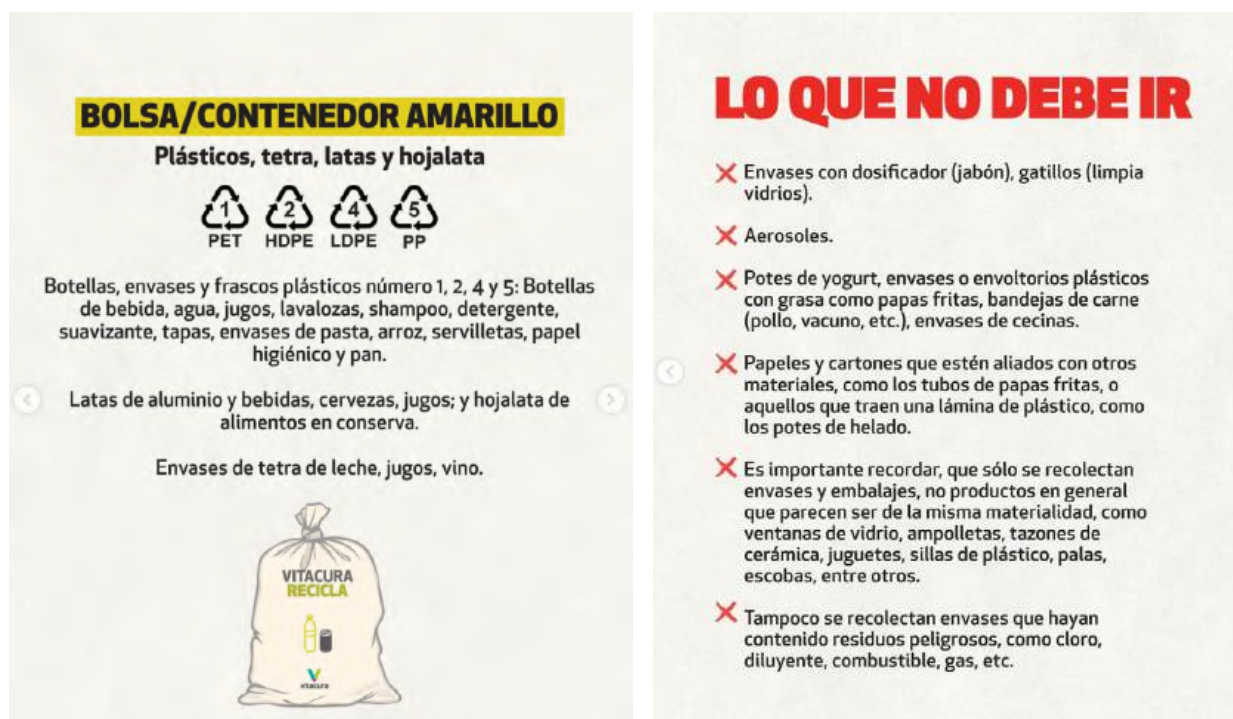 BOLSA/CONTENEDOR AMARILLO
Plásticos, tetra, latas y hojalata
1 2 4 5
PET HDPE LDPE PP
Botellas, envases y frascos plásticos número 1, 2, 4 y 5: Botellas
de bebida, agua, jugos, lavalozas, shampoo, detergente,
suavizante, tapas, envases de pasta, arroz, servilletas, papel
higiénico y pan.
Latas de aluminio y bebidas, cervezas, jugos; y hojalata de
alimentos en conserva.
Envases de tetra de leche, jugos, vino.
VITACURA
RECICLA
vitacura
LO QUE NO DEBE IR
Envases con dosificador (jabón), gatillos (limpia
vidrios).
Aerosoles.
Potes de yogurt, envases o envoltorios plásticos
con grasa como papas fritas, bandejas de carne
(pollo, vacuno, etc.), envases de cecinas.
Papeles y cartones que estén aliados con otros
materiales, como los tubos de papas fritas, o
aquellos que traen una lámina de plástico, como
los potes de helado.
Es importante recordar, que sólo se recolectan
envases y embalajes, no productos en general
que parecen ser de la misma materialidad, como
ventanas de vidrio, ampolletas, tazones de
cerámica, juguetes, sillas de plástico, palas,
escobas, entre otros.
Tampoco se recolectan envases que hayan
contenido residuos peligrosos, como cloro,
diluyente, combustible, gas, etc.